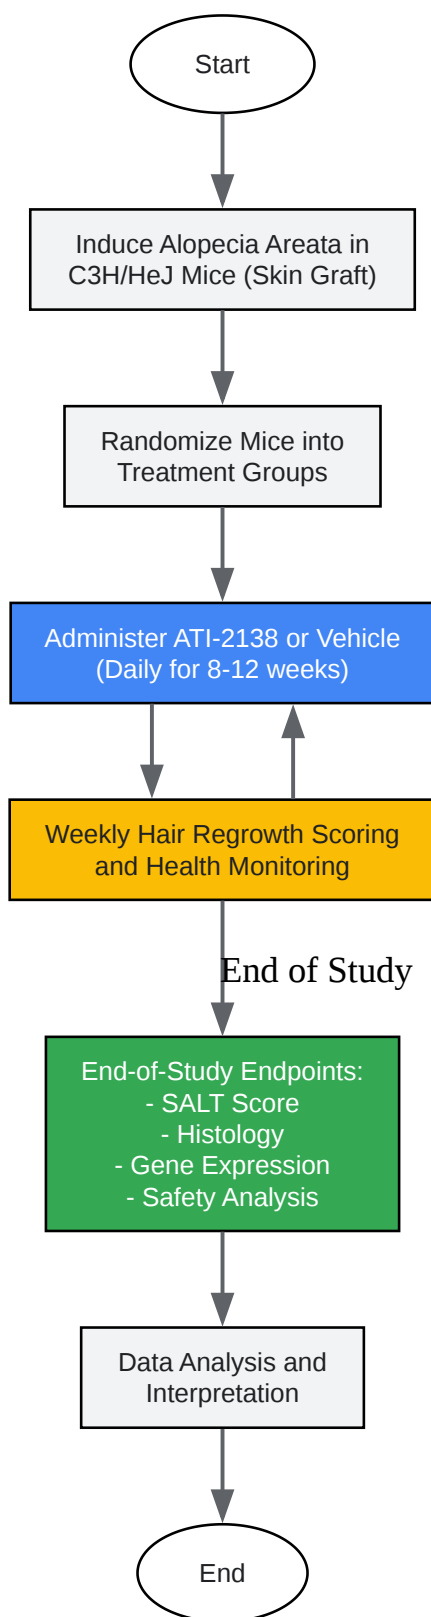 Start
Induce Alopecia Areata in
C3H/HeJ Mice (Skin Graft)
Randomize Mice into
Treatment Groups
Administer ATI-2138 or Vehicle
(Daily for 8-12 weeks)
Weekly Hair Regrowth Scoring
and Health Monitoring
End of Study
End-of-Study Endpoints:
- SALT Score
- Histology
- Gene Expression
- Safety Analysis
Data Analysis and
Interpretation
End